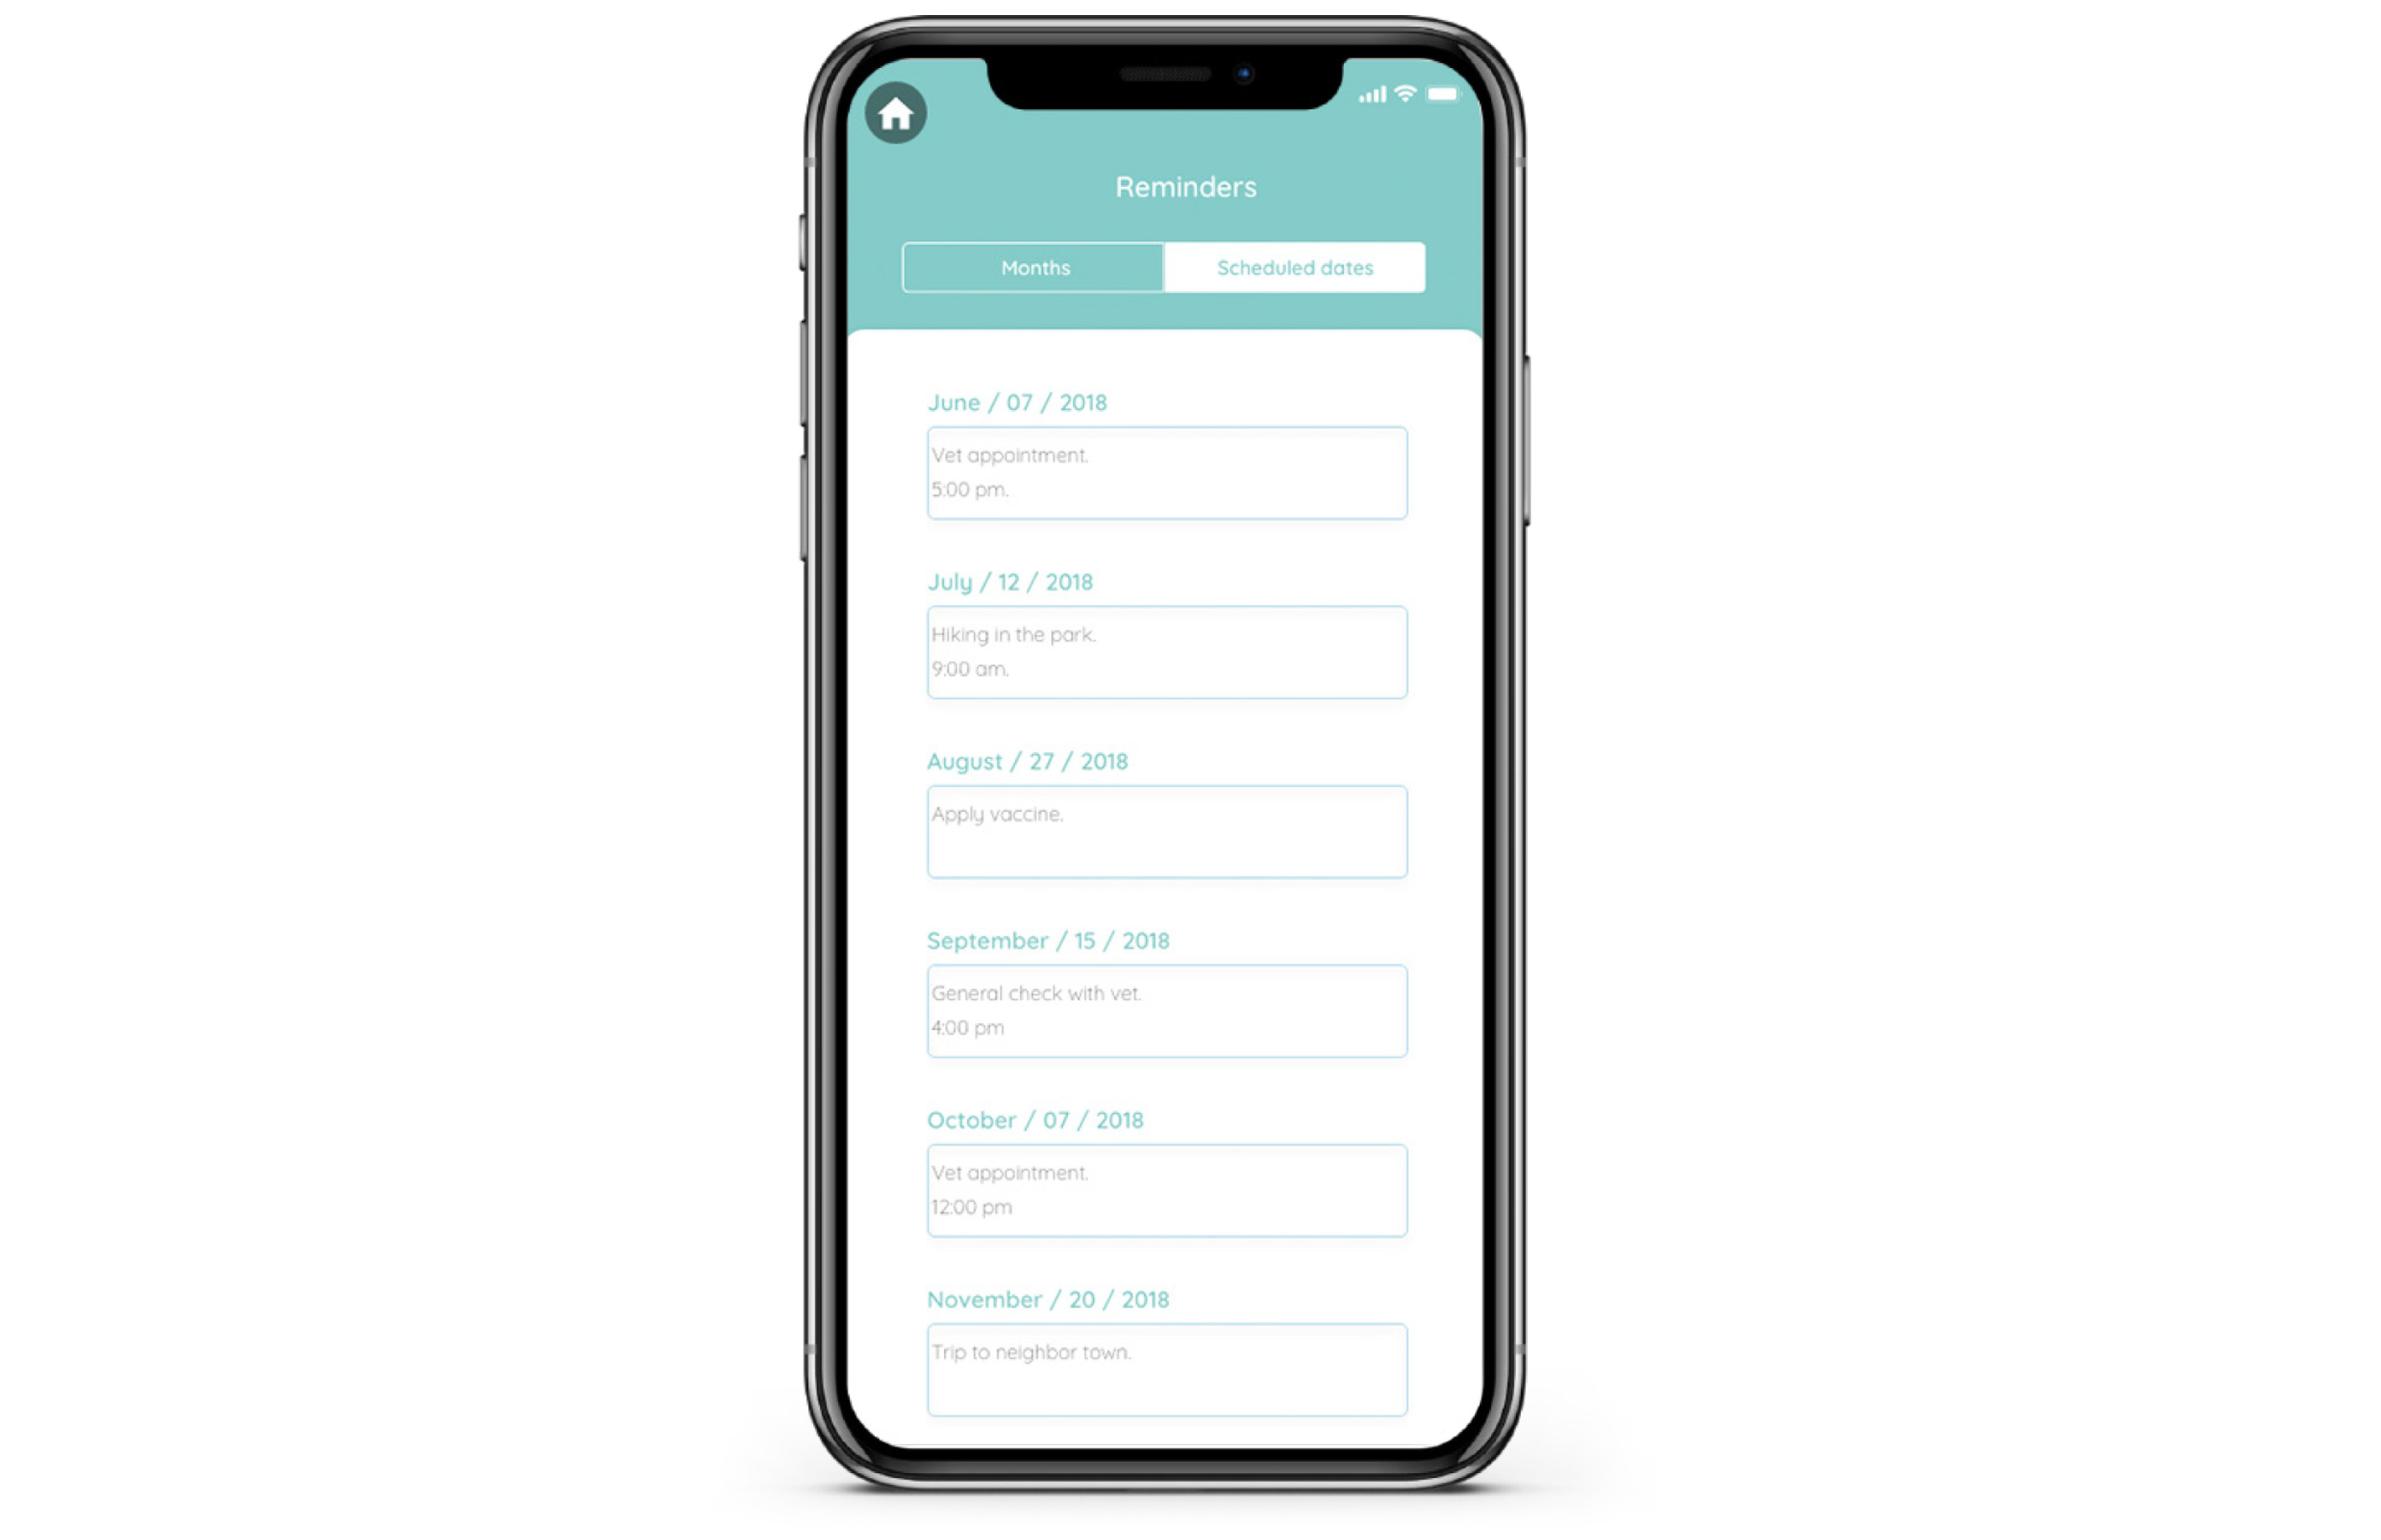 Reminders
Months
Scheduled dates
June / 07 / 2018
Vet appointment.
5:00 pm.
July / 12 / 2018
Hiking in the park.
9:00 am.
August / 27 / 2018
Apply vaccine.
September / 15 / 2018
General check with vet.
4:00 pm
October / 07 / 2018
Vet appointment.
12:00 pm
November / 20 / 2018
Trip to neighbor town.